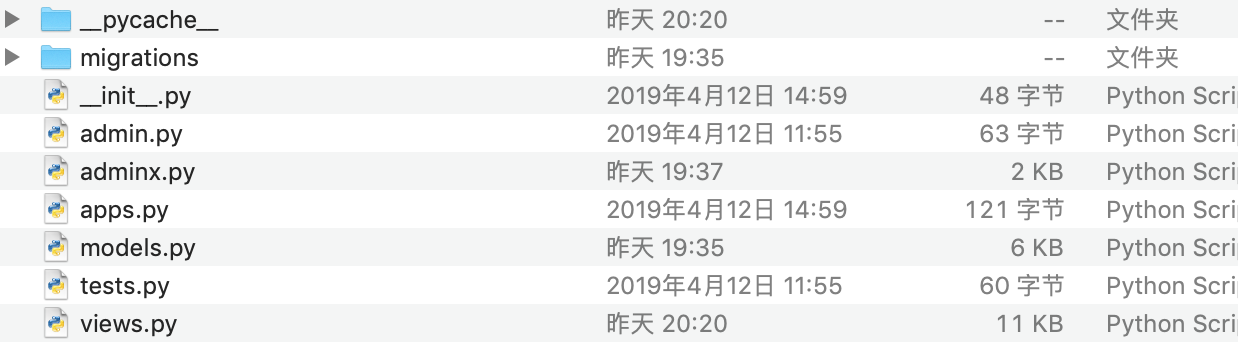 __pycache__ 昨天 20:20 -- 文件夹
migrations 昨天 19:35 -- 文件夹
__init__.py 2019年4月12日 14:59 48 字节 Python Scri
admin.py 2019年4月12日 11:55 63 字节 Python Scri
adminx.py 昨天 19:37 2 KB Python Scri
apps.py 2019年4月12日 14:59 121 字节 Python Scri
models.py 昨天 19:35 6 KB Python Scri
tests.py 2019年4月12日 11:55 60 字节 Python Scri
views.py 昨天 20:20 11 KB Python Scri